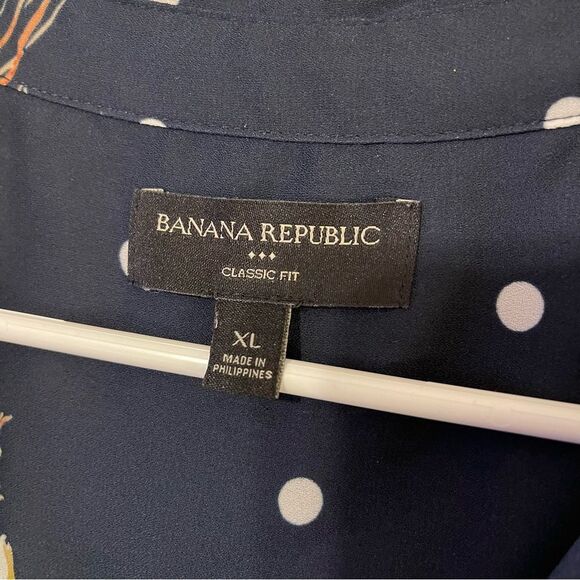 BANANA REPUBLIC
CLASSIC FIT
XL
MADE IN
PHILIPPINES